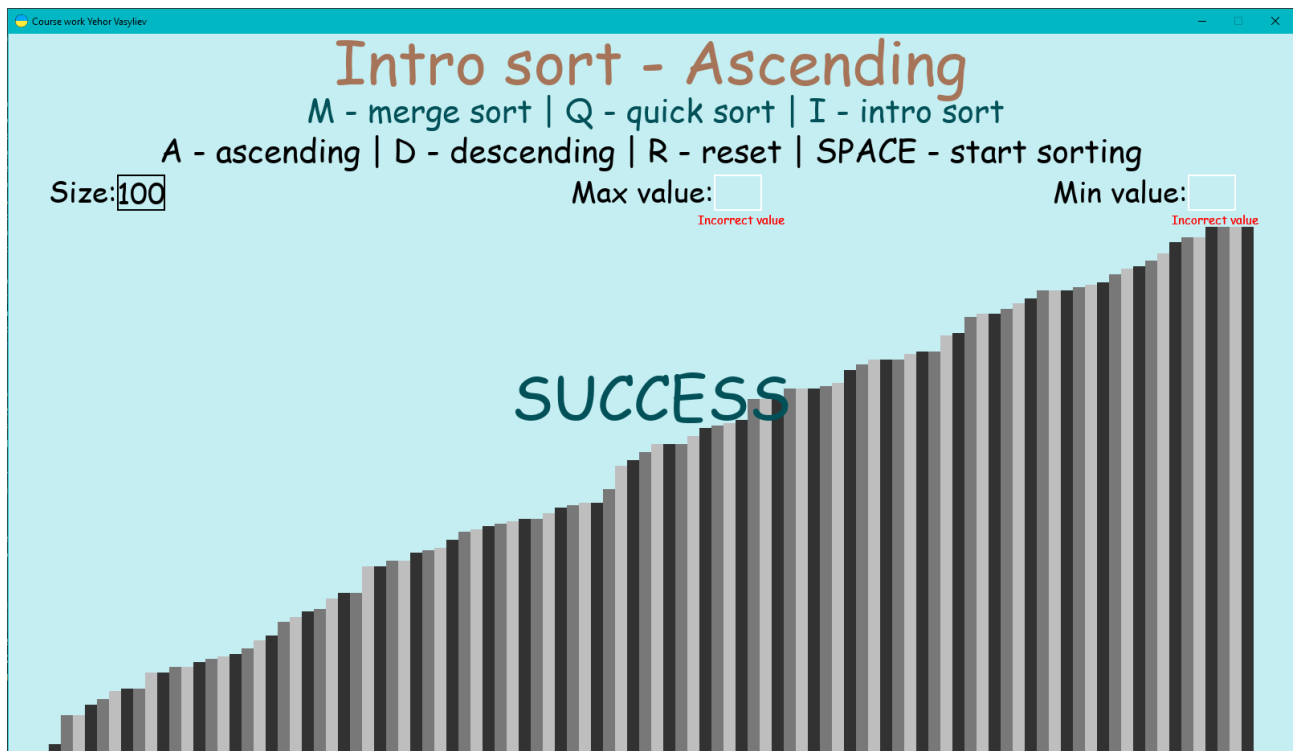 Course work Yehor Vasyliev
Intro sort - Ascending
M - merge sort | Q - quick sort | I - intro sort
A - ascending | D - descending | R - reset | SPACE - start sorting
Size:100 Max value: Min value:
Incorrect value Incorrect value
SUCCESS